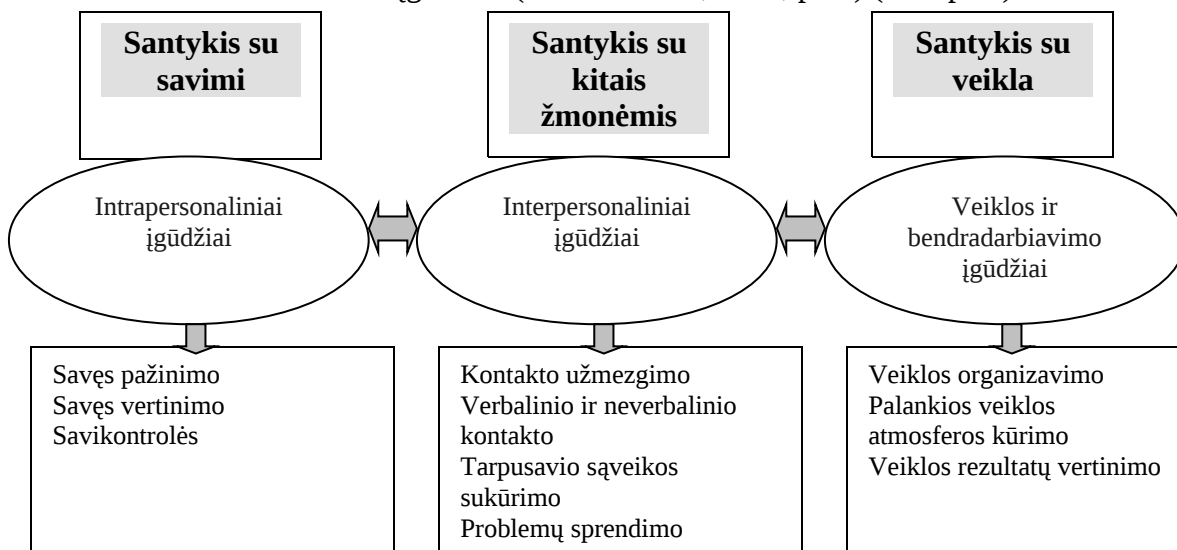 Santykis su
savimi
Santykis su
kitais
žmonėmis
Santykis su
veikla
Intrapersonaliniai
įgūdžiai
Interpersonaliniai
įgūdžiai
Veiklos ir
bendradarbiavimo
įgūdžiai
Savęs pažinimo
Savęs vertinimo
Savikontrolės
Kontakto užmezgimo
Verbalinio ir neverbalinio
kontakto
Tarpusavio sąveikos
sukūrimo
Problemų sprendimo
Veiklos organizavimo
Palankios veiklos
atmosferos kūrimo
Veiklos rezultatų vertinimo